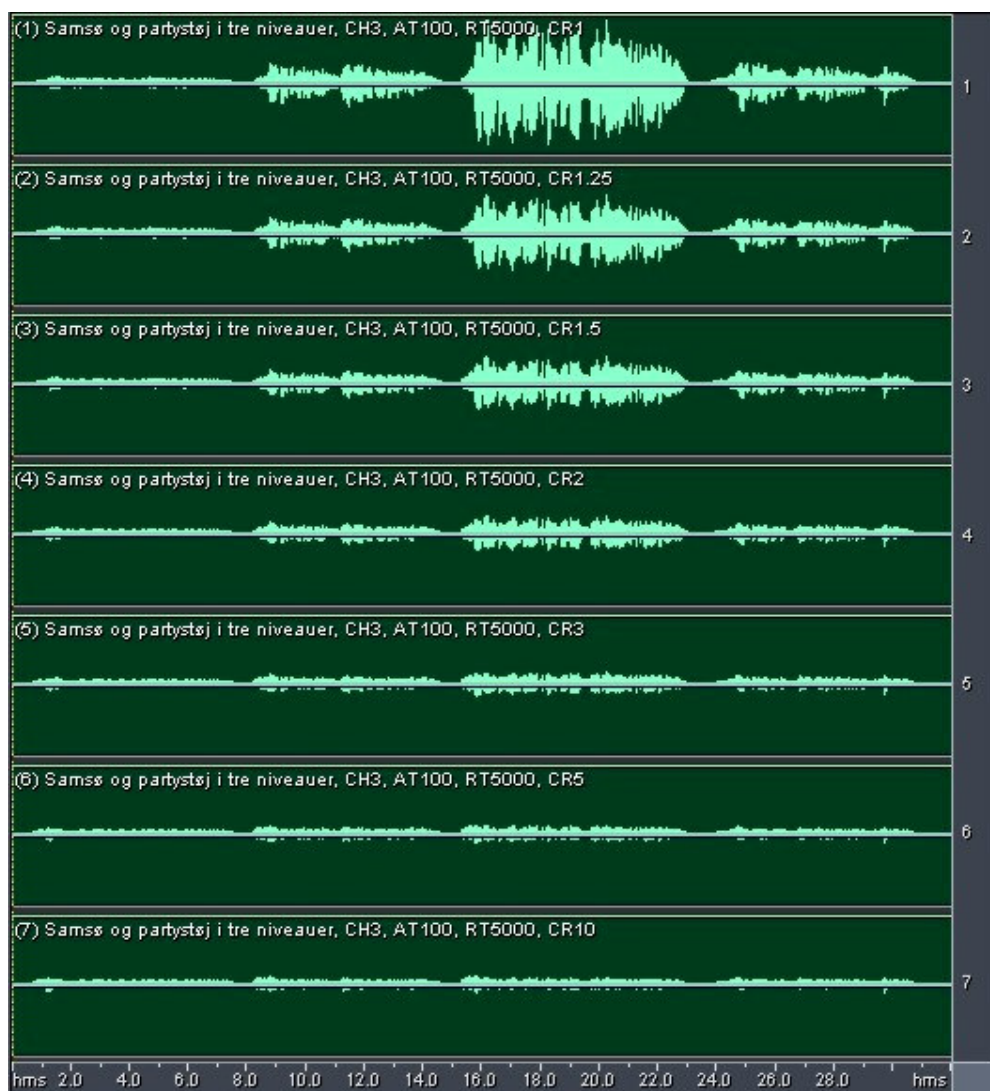 (1) Samsø og partystøj i tre niveauer, CH3, AT100, RT5000, CR1
1
(2) Samsø og partystøj i tre niveauer, CH3, AT100, RT5000, CR1.25
2
(3) Samsø og partystøj i tre niveauer, CH3, AT100, RT5000, CR1.5
3
(4) Samsø og partystøj i tre niveauer, CH3, AT100, RT5000, CR2
4
(5) Samsø og partystøj i tre niveauer, CH3, AT100, RT5000, CR3
5
(6) Samsø og partystøj i tre niveauer, CH3, AT100, RT5000, CR5
6
(7) Samsø og partystøj i tre niveauer, CH3, AT100, RT5000, CR10
7
hms 2.0 4.0 6.0 8.0 10.0 12.0 14.0 16.0 18.0 20.0 22.0 24.0 26.0 28.0 hms